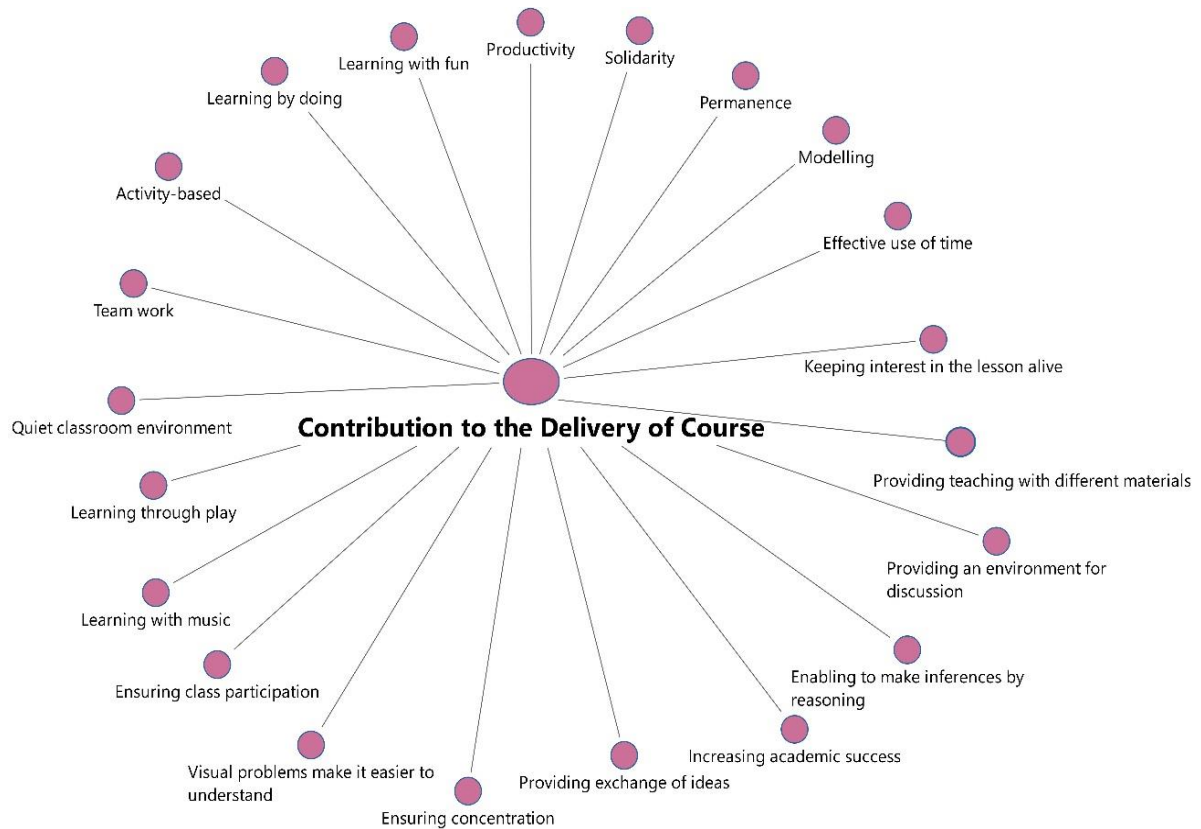 Productivity
Solidarity
Learning with fun
Learning by doing
Permanence
Modelling
Activity-based
Effective use of time
Team work
Keeping interest in the lesson alive
Quiet classroom environment
Contribution to the Delivery of Course
Providing teaching with different materials
Learning through play
Providing an environment for
discussion
Learning with music
Enabling to make inferences by
reasoning
Ensuring class participation
Increasing academic success
Visual problems make it easier to
understand
Providing exchange of ideas
Ensuring concentration